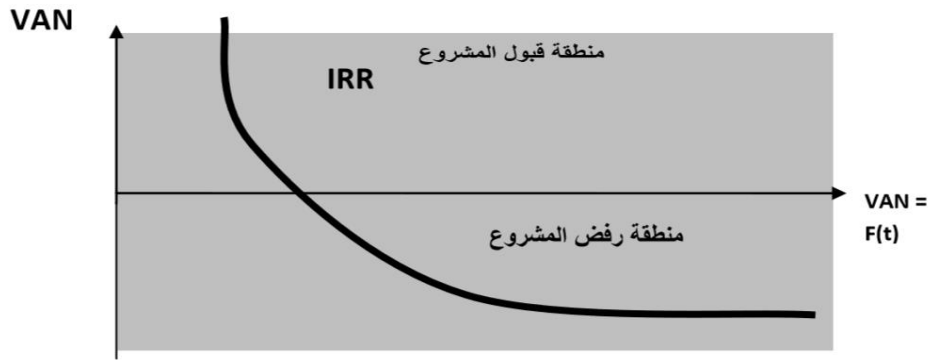 VAN
منطقة قبول المشروع
IRR
VAN =
F(t)
منطقة رفض المشروع